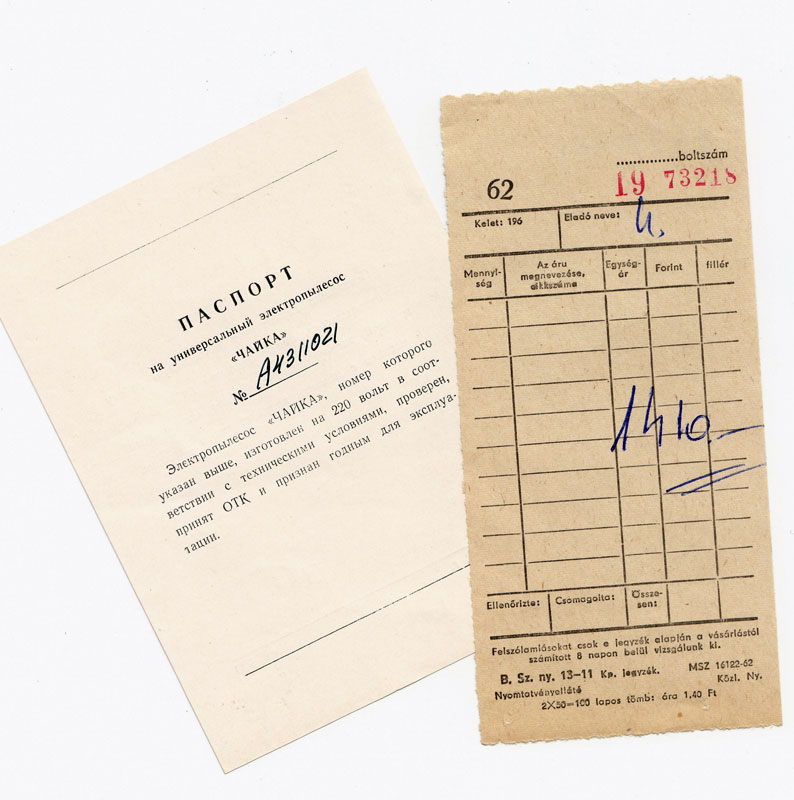 ПАСПОРТ
на универсальный электропылесос
«ЧАЙКА»
№ А4311021
Электропылесос «ЧАЙКА», номер которого
указан выше, изготовлен на 220 вольт в соот-
ветствии с техническими условиями, проверен,
принят ОТК и признан годным для эксплуа-
тации.
...............boltszám
62 19 73218
Kelet: 196 Eladó neve:
Mennyi-
ség
Az áru
megnevezése,
cikkszáma
Egység-
ár
Forint
fillér
1410.—
Ellenőrizte: Csomagolta: Össze-
sen:
Felszólamlásokat csak e jegyzék alapján a vásárlástól
számított 8 napon belül vizsgálunk ki.
B. Sz. ny. 13–11 Kp. jegyzék. MSZ 16122-62
Nyomtatványellátó Közl. Ny.
2X50=100 lapos tömb: ára 1,40 Ft